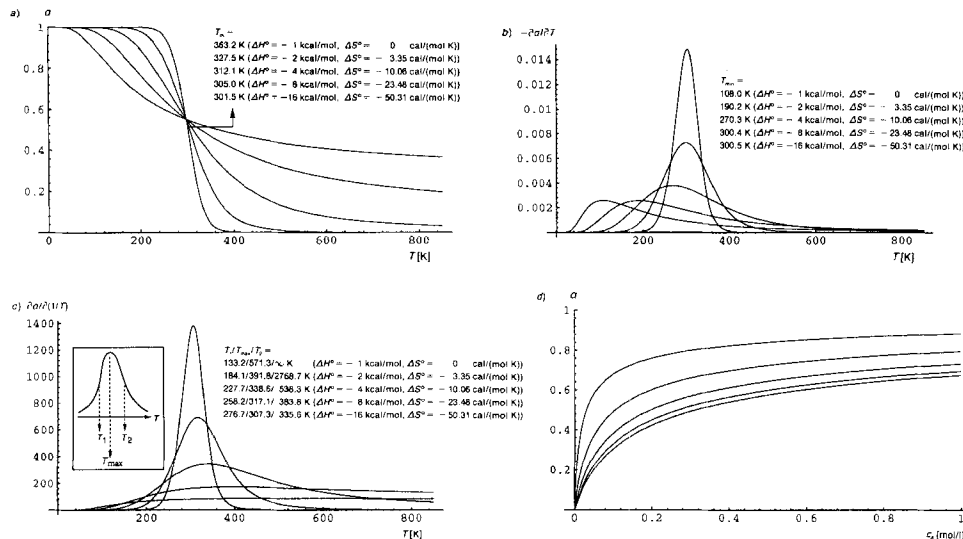 a) α
1
0.8
0.6
0.4
0.2
200 400 600 800
T[K]
363.2 K (ΔH° = − 1 kcal/mol, ΔS° = 0 cal/(mol K))
327.5 K (ΔH° = − 2 kcal/mol, ΔS° = − 3.35 cal/(mol K))
312.1 K (ΔH° = − 4 kcal/mol, ΔS° = − 10.06 cal/(mol K))
305.0 K (ΔH° = − 8 kcal/mol, ΔS° = − 23.48 cal/(mol K))
301.5 K (ΔH° = −16 kcal/mol, ΔS° = − 50.31 cal/(mol K))
b) −∂α/∂T
0.014
0.012
0.01
0.008
0.006
0.004
0.002
200 400 600 800
T[K]
108.0 K (ΔH° = − 1 kcal/mol, ΔS° = 0 cal/(mol K))
190.2 K (ΔH° = − 2 kcal/mol, ΔS° = − 3.35 cal/(mol K))
270.3 K (ΔH° = − 4 kcal/mol, ΔS° = − 10.06 cal/(mol K))
300.4 K (ΔH° = − 8 kcal/mol, ΔS° = − 23.48 cal/(mol K))
300.5 K (ΔH° = −16 kcal/mol, ΔS° = − 50.31 cal/(mol K))
c) ∂α/∂(1/T)
1400
1200
1000
800
600
400
200
200 400 600 800
T[K]
T
T₁ T₂
Tmax
T₁/Tmax/T₂ =
133.2/571.3/∞ K (ΔH° = − 1 kcal/mol, ΔS° = 0 cal/(mol K))
184.1/391.8/2768.7 K (ΔH° = − 2 kcal/mol, ΔS° = − 3.35 cal/(mol K))
227.7/338.6/ 538.3 K (ΔH° = − 4 kcal/mol, ΔS° = − 10.06 cal/(mol K))
258.2/317.1/ 383.8 K (ΔH° = − 8 kcal/mol, ΔS° = − 23.48 cal/(mol K))
276.7/307.3/ 335.6 K (ΔH° = −16 kcal/mol, ΔS° = − 50.31 cal/(mol K))
d) α
1
0.8
0.6
0.4
0.2
0 0.2 0.4 0.6 0.8 1
[mol/l]